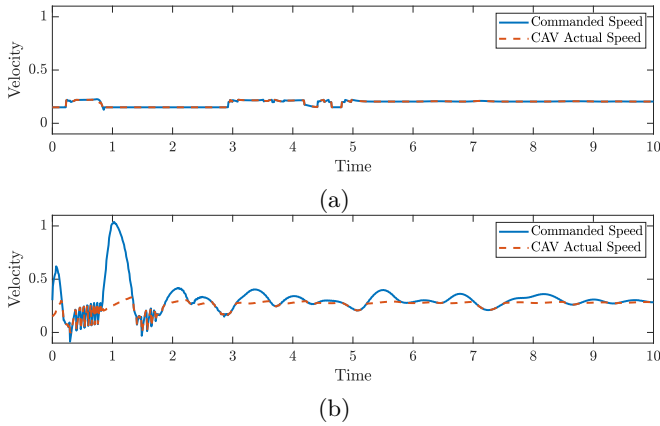 1
0.5
0
Velocity
Commanded Speed
CAV Actual Speed
0 1 2 3 4 5 6 7 8 9 10
Time
(a)
1
0.5
0
Velocity
Commanded Speed
CAV Actual Speed
0 1 2 3 4 5 6 7 8 9 10
Time
(b)